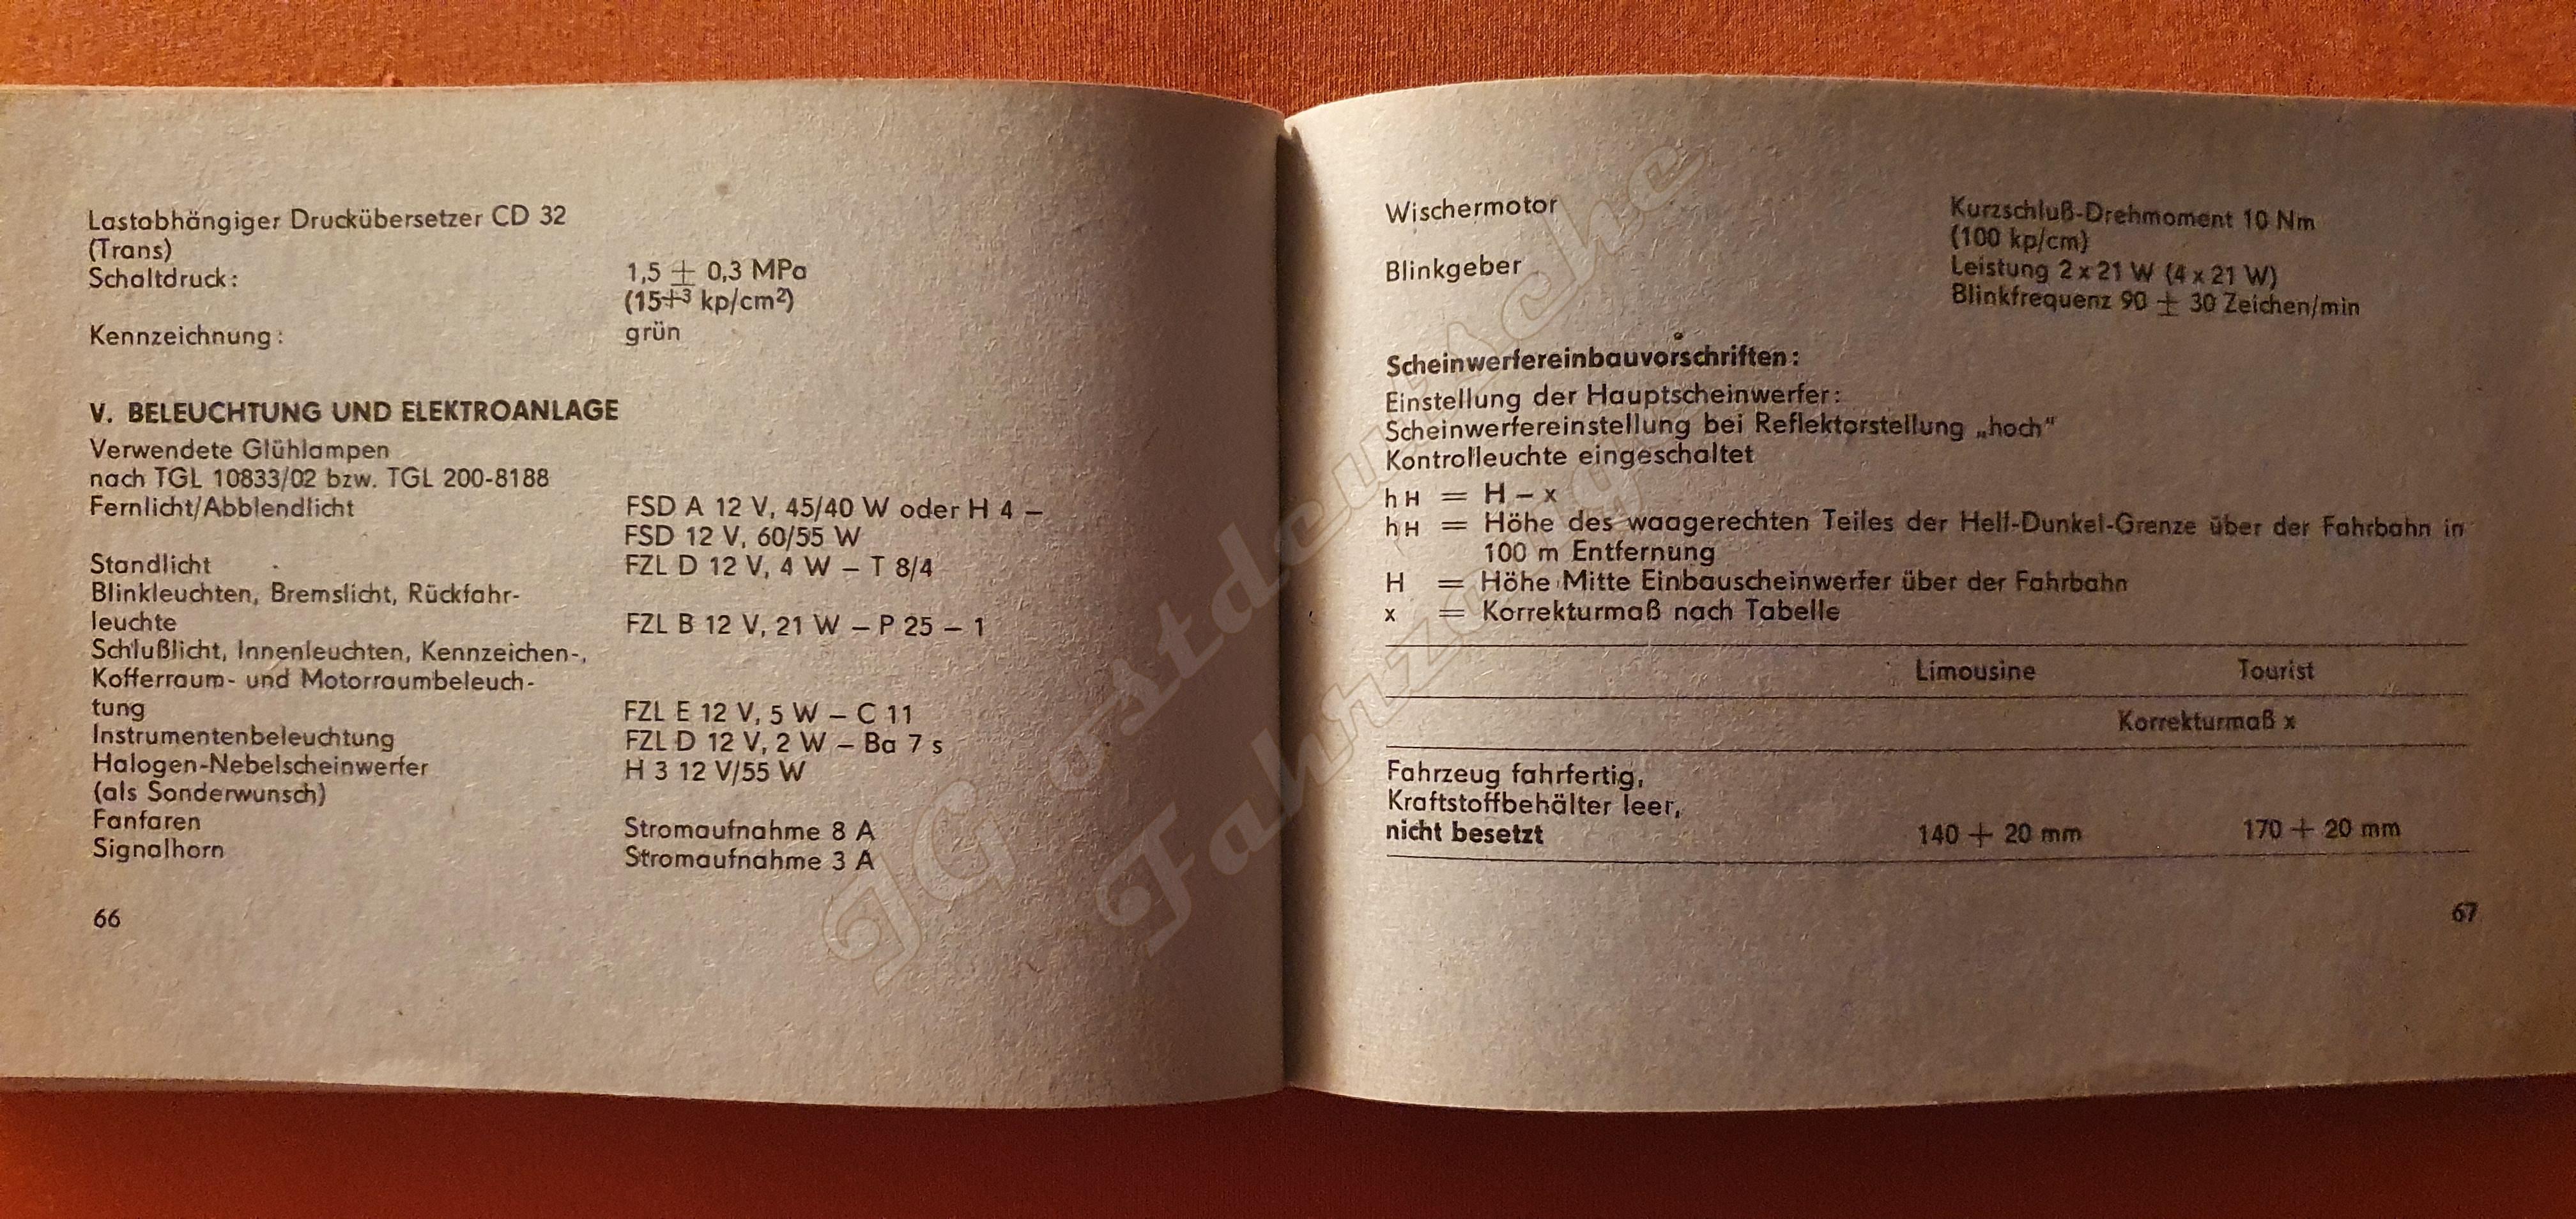 Lastabhängiger Druckübersetzer CD 32
(Trans)
Schaltdruck: 1,5 ± 0,3 MPa
(15±3 kp/cm²)
Kennzeichnung: grün
V. BELEUCHTUNG UND ELEKTROANLAGE
Verwendete Glühlampen
nach TGL 10833/02 bzw. TGL 200-8188
Fernlicht/Abblendlicht FSD A 12 V, 45/40 W oder H 4 –
FSD 12 V, 60/55 W
Standlicht FZL D 12 V, 4 W – T 8/4
Blinkleuchten, Bremslicht, Rückfahr-
leuchte FZL B 12 V, 21 W – P 25 – 1
Schlußlicht, Innenleuchten, Kennzeichen-,
Kofferraum- und Motorraumbeleuch-
tung FZL E 12 V, 5 W – C 11
Instrumentenbeleuchtung FZL D 12 V, 2 W – Ba 7 s
Halogen-Nebelscheinwerfer H 3 12 V/55 W
(als Sonderwunsch)
Fanfaren Stromaufnahme 8 A
Signalhorn Stromaufnahme 3 A
66
Wischermotor Kurzschluß-Drehmoment 10 Nm
(100 kp/cm)
Blinkgeber Leistung 2 x 21 W (4 x 21 W)
Blinkfrequenz 90 ± 30 Zeichen/min
Scheinwerfereinbauvorschriften:
Einstellung der Hauptscheinwerfer:
Scheinwerfereinstellung bei Reflektorstellung „hoch“
Kontrolleuchte eingeschaltet
h H = H – x
h H = Höhe des waagerechten Teiles der Hell-Dunkel-Grenze über der Fahrbahn in
100 m Entfernung
H = Höhe Mitte Einbauscheinwerfer über der Fahrbahn
x = Korrekturmaß nach Tabelle
Limousine Tourist
Korrekturmaß x
Fahrzeug fahrfertig,
Kraftstoffbehälter leer,
nicht besetzt 140 + 20 mm 170 + 20 mm
67
IG ostdeutsche